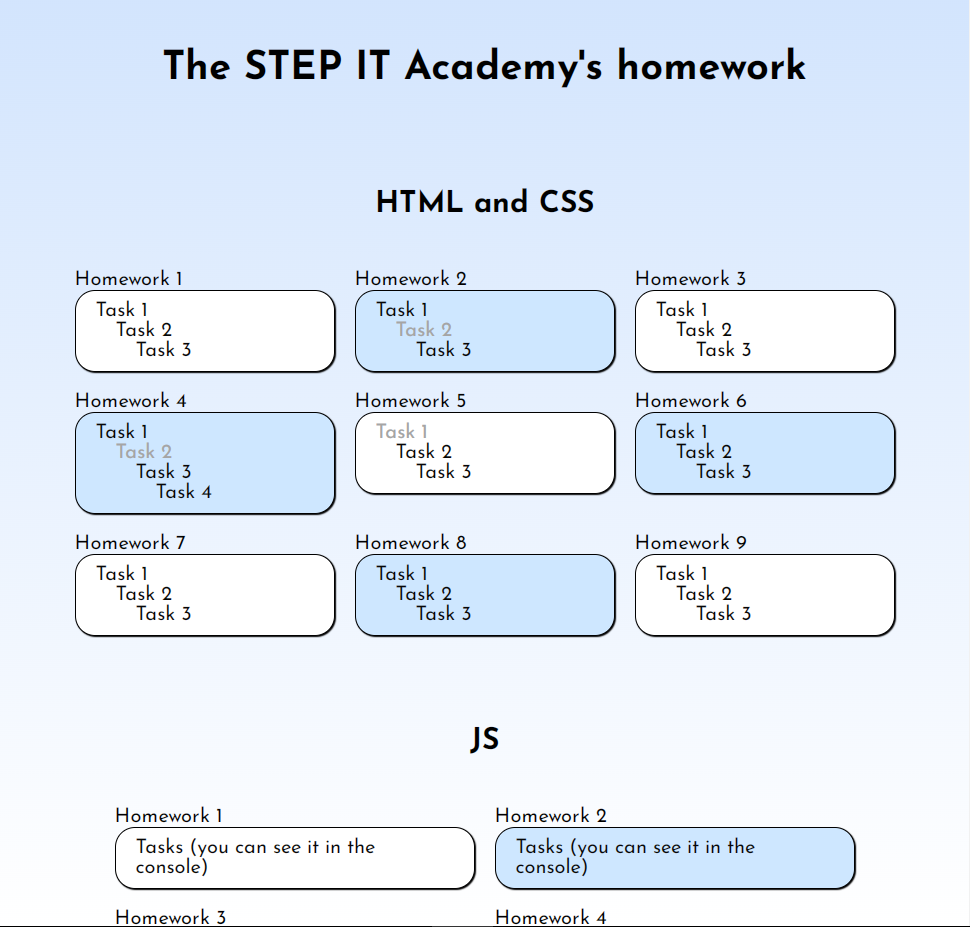 The STEP IT Academy's homework
HTML and CSS
Homework 1
Task 1
Task 2
Task 3
Homework 2
Task 1
Task 2
Task 3
Homework 3
Task 1
Task 2
Task 3
Homework 4
Task 1
Task 2
Task 3
Task 4
Homework 5
Task 1
Task 2
Task 3
Homework 6
Task 1
Task 2
Task 3
Homework 7
Task 1
Task 2
Task 3
Homework 8
Task 1
Task 2
Task 3
Homework 9
Task 1
Task 2
Task 3
JS
Homework 1
Tasks (you can see it in the
console)
Homework 2
Tasks (you can see it in the
console)
Homework 3
Homework 4